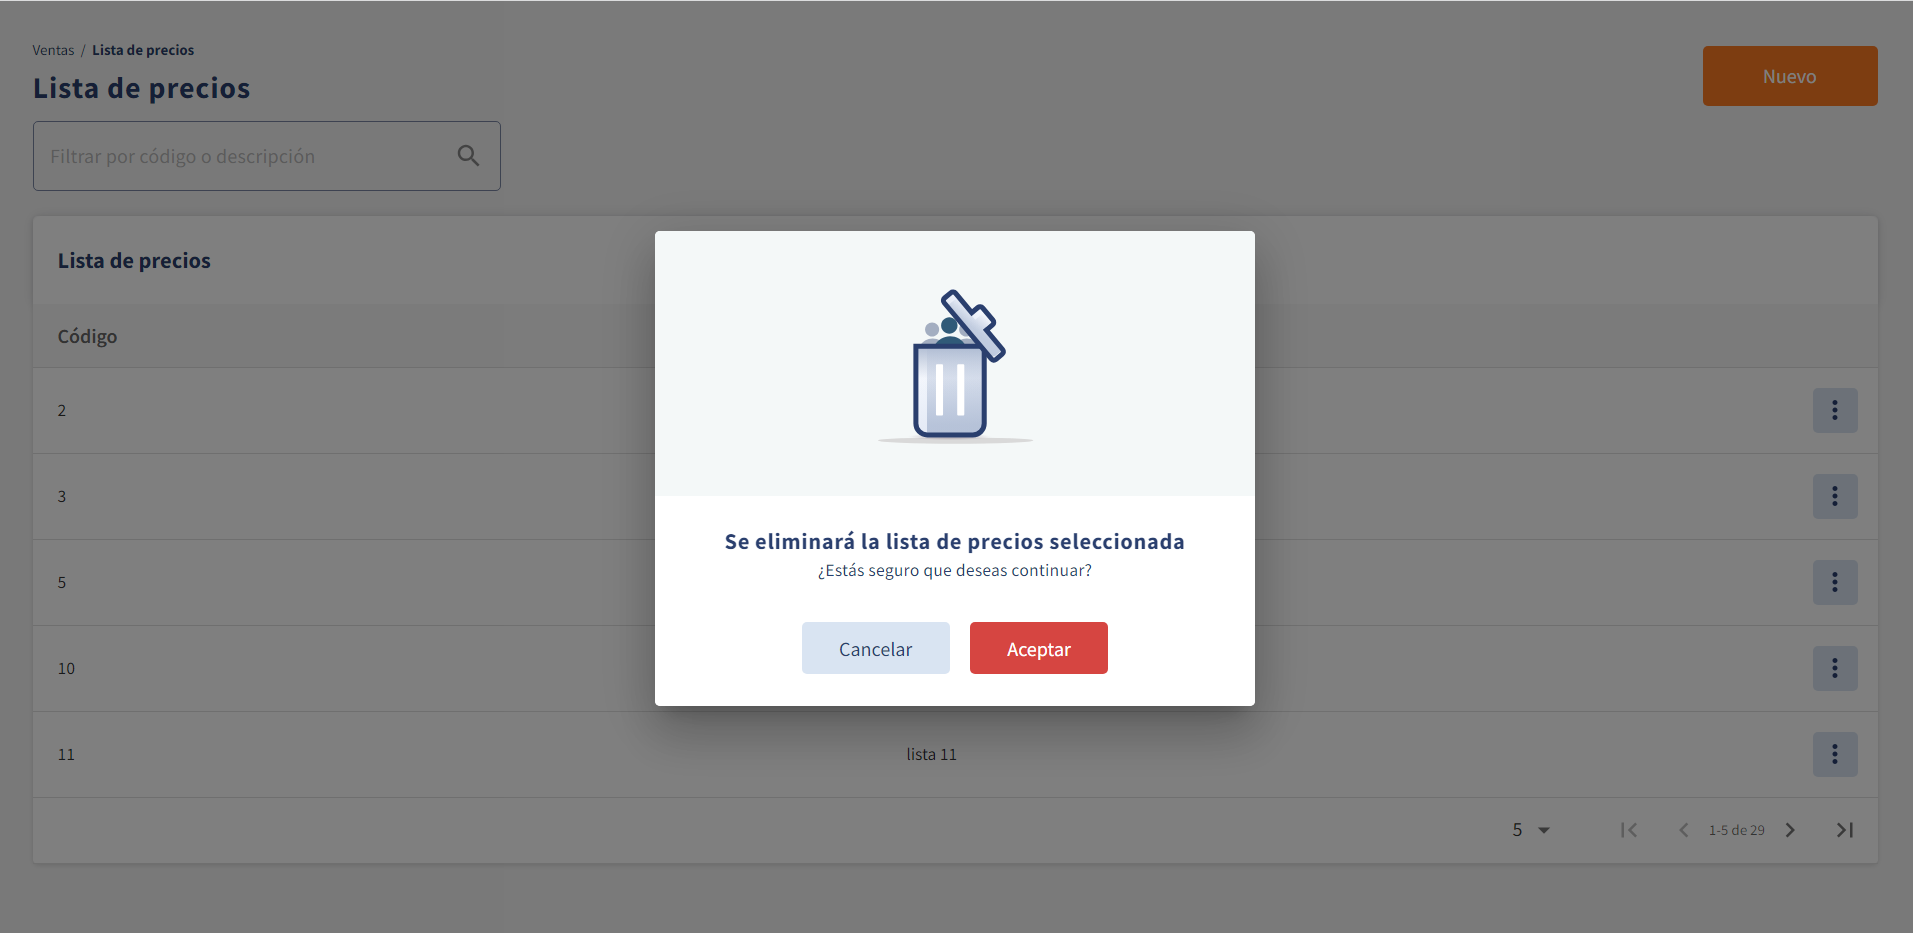 Ventas / Lista de precios
Lista de precios
Nuevo
Filtrar por código o descripción
Lista de precios
Código
2
3
5
10
11 lista 11
5 1-5 de 29
Se eliminará la lista de precios seleccionada
¿Estás seguro que deseas continuar?
Cancelar Aceptar